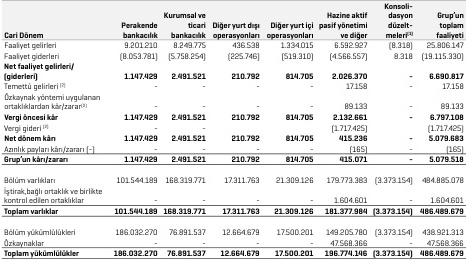 Cari Dönem Perakende bankacılık Kurumsal ve ticari bankacılık Diğer yurt dışı operasyonları Diğer yurt içi operasyonları Hazine aktif pasif yönetimi ve diğer Konsoli-dasyon düzelt-meleri(1) Grup'un toplam faaliyeti
Faaliyet gelirleri 9.201.210 8.249.775 436.538 1.334.015 6.592.927 (8.318) 25.806.147
Faaliyet giderleri (8.053.781) (5.758.254) (225.746) (519.310) (4.566.557) 8.318 (19.115.330)
Net faaliyet gelirleri/
(giderleri) 1.147.429 2.491.521 210.792 814.705 2.026.370 - 6.690.817
Temettü gelirleri (2) - - - - 17.158 - 17.158
Özkaynak yöntemi uygulanan
ortaklıklardan kâr/zarar(2) - - - - 89.133 - 89.133
Vergi öncesi kâr 1.147.429 2.491.521 210.792 814.705 2.132.661 - 6.797.108
Vergi gideri (2) - - - - (1.717.425) (1.717.425)
Net dönem kârı 1.147.429 2.491.521 210.792 814.705 415.236 - 5.079.683
Azınlık payları kârı/zararı (-) - - - - (165) - (165)
Grup'un kârı/zararı 1.147.429 2.491.521 210.792 814.705 415.071 - 5.079.518
Bölüm varlıkları 101.544.189 168.319.771 17.311.763 21.309.126 179.773.383 (3.373.154) 484.885.078
İştirak,bağlı ortaklık ve birlikte
kontrol edilen ortaklıklar - - - - 1.604.601 - 1.604.601
Toplam varlıklar 101.544.189 168.319.771 17.311.763 21.309.126 181.377.984 (3.373.154) 486.489.679
Bölüm yükümlülükleri 186.032.270 76.891.537 12.664.679 17.500.201 149.205.780 (3.373.154) 438.921.313
Özkaynaklar - - - - 47.568.366 - 47.568.366
Toplam yükümlülükler 186.032.270 76.891.537 12.664.679 17.500.201 196.774.146 (3.373.154) 486.489.679